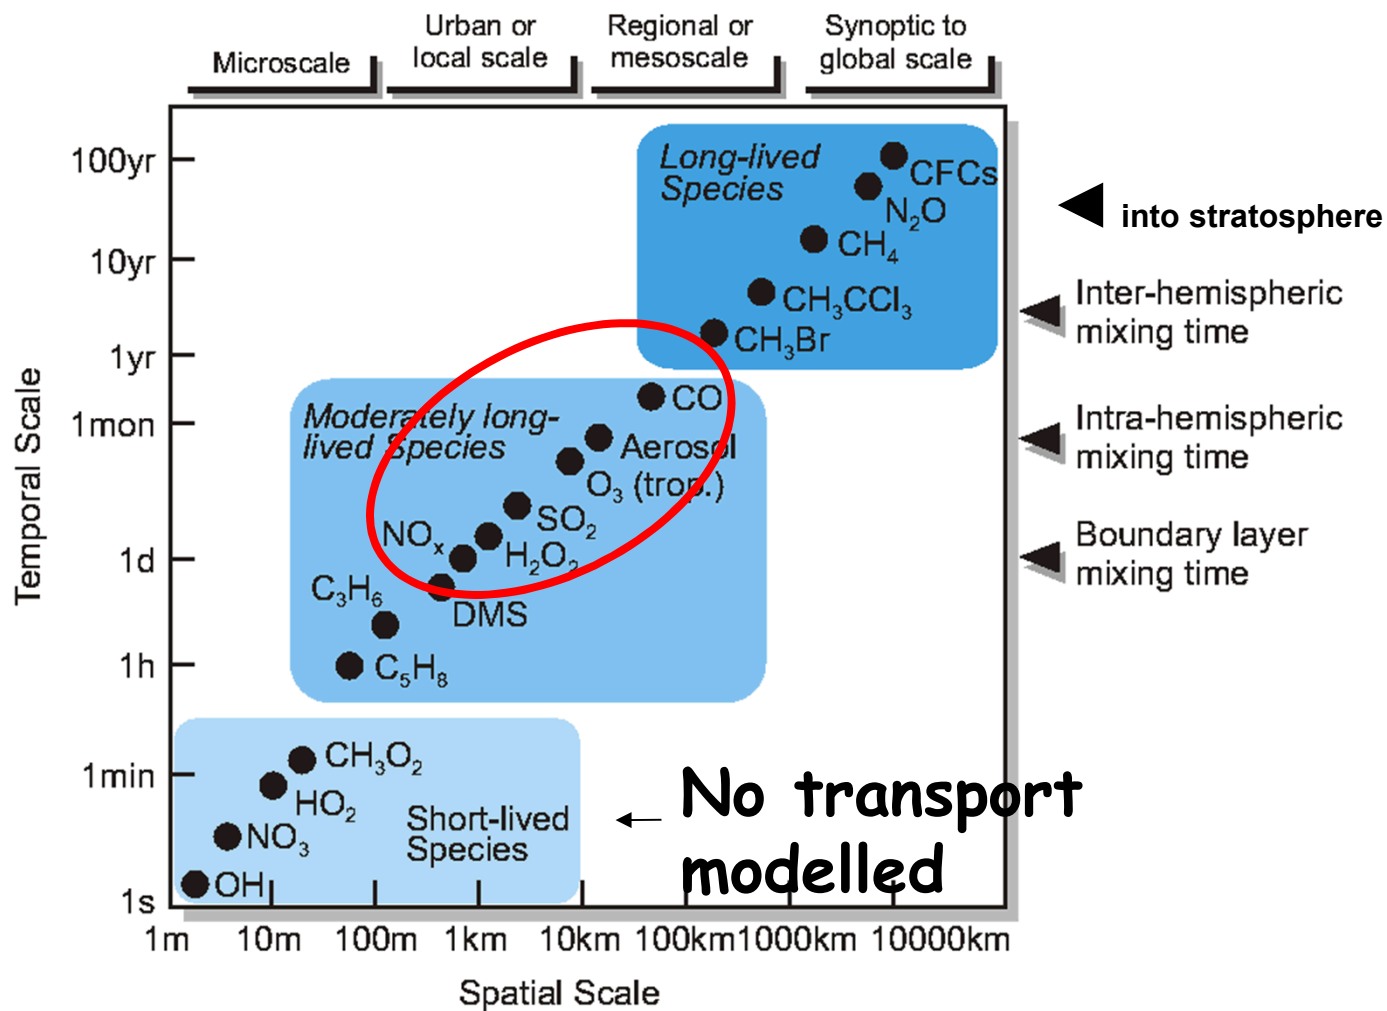 Microscale
Urban or
local scale
Regional or
mesoscale
Synoptic to
global scale
Temporal Scale
100yr
10yr
1yr
1mon
1d
1h
1min
1s
Long-lived
Species
CFCs
N₂O
CH₄
CH₃CCl₃
CH₃Br
Moderately long-
lived Species
CO
Aerosol
O₃ (trop.)
SO₂
NOₓ
H₂O₂
C₃H₆
DMS
C₅H₈
CH₃O₂
HO₂
NO₃
OH
Short-lived
Species
No transport
modelled
into stratosphere
Inter-hemispheric
mixing time
Intra-hemispheric
mixing time
Boundary layer
mixing time
1m 10m 100m 1km 10km 100km 1000km 10000km
Spatial Scale